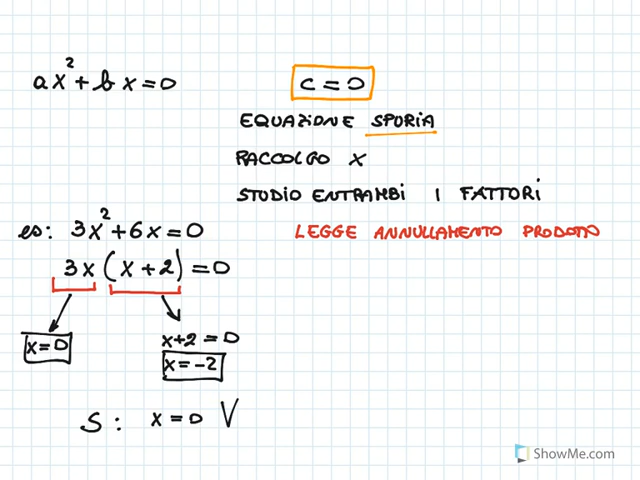 ax² + bx = 0
c = 0
EQUAZIONE SPURIA
RACCOLGO X
STUDIO ENTRAMBI I FATTORI
es: 3x² + 6x = 0
LEGGE ANNULLAMENTO PRODOTTO
3x (x + 2) = 0
x = 0
x + 2 = 0
x = -2
S : x = 0 V
ShowMe.com